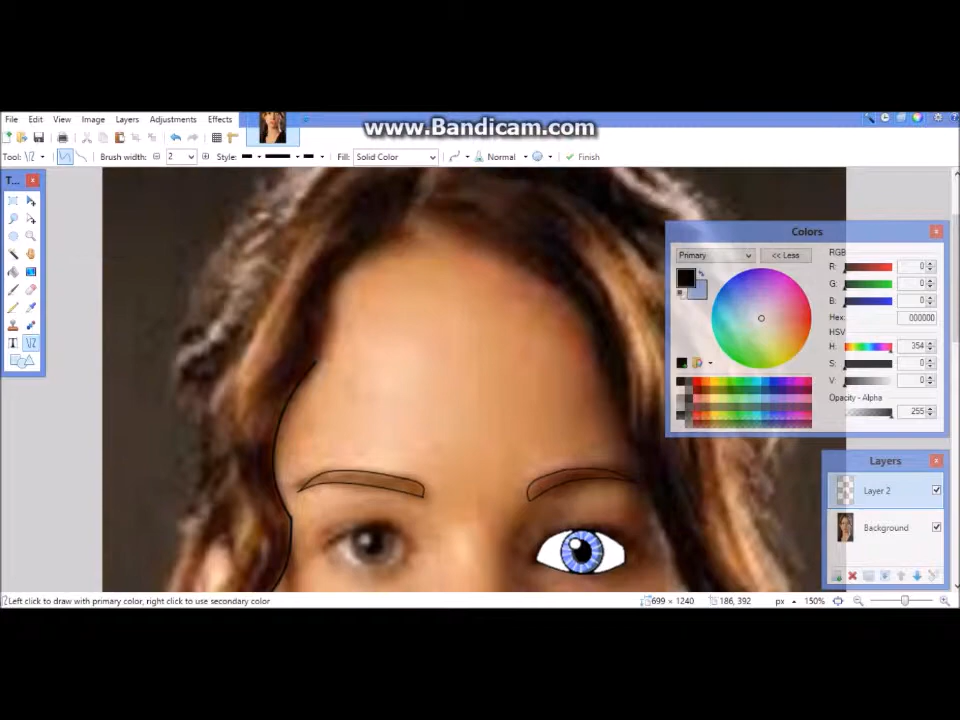 www.Bandicam.com
File Edit View Image Layers Adjustments Effects
Tool: Brush width: 2 Style: Fill: Solid Color Normal Finish
T...
Colors
Primary << Less
RGB
R: 0
G: 0
B: 0
Hex: 000000
HSV
H: 354
S: 0
V: 0
Opacity - Alpha
255
Layers
Layer 2
Background
Left click to draw with primary color, right click to use secondary color 699 × 1240 186, 392 px 150%